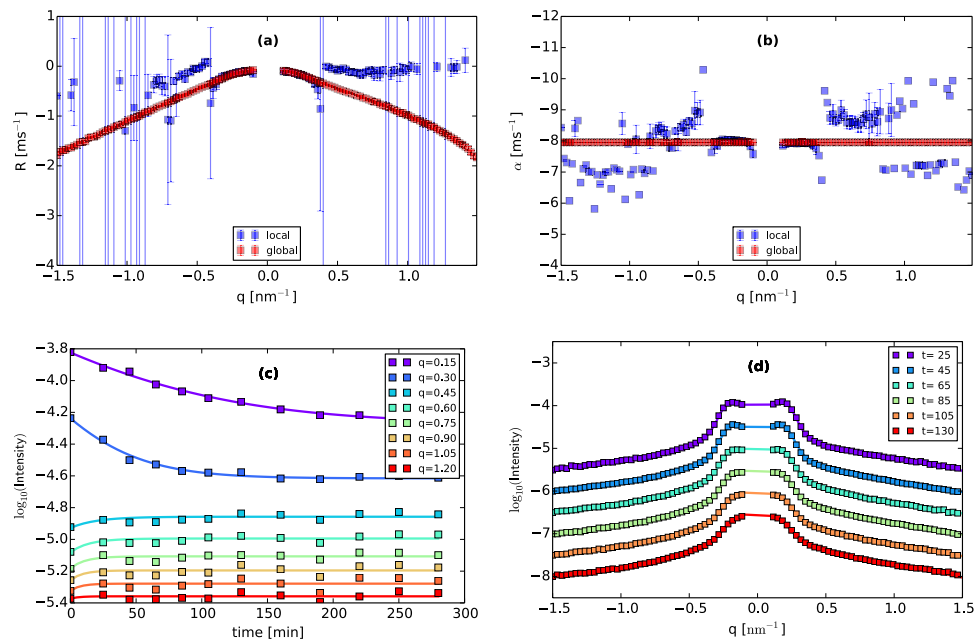 (a)
R [ms⁻¹]
1
0
−1
−2
−3
−4
−1.5 −1.0 −0.5 0.0 0.5 1.0
q [nm⁻¹]
local
global
(b)
α [ms⁻¹]
−12
−11
−10
−9
−8
−7
−6
−5
−4
−1.5 −1.0 −0.5 0.0 0.5 1.0 1.5
q [nm⁻¹]
local
global
(c)
log₁₀(Intensity)
−3.8
−4.0
−4.2
−4.4
−4.6
−4.8
−5.0
−5.2
−5.4
0 50 100 150 200 250 300
time [min]
q=0.15
q=0.30
q=0.45
q=0.60
q=0.75
q=0.90
q=1.05
q=1.20
(d)
log₁₀(Intensity)
−3
−4
−5
−6
−7
−8
−1.5 −1.0 −0.5 0.0 0.5 1.0 1.5
q [nm⁻¹]
t= 25
t= 45
t= 65
t= 85
t=105
t=130